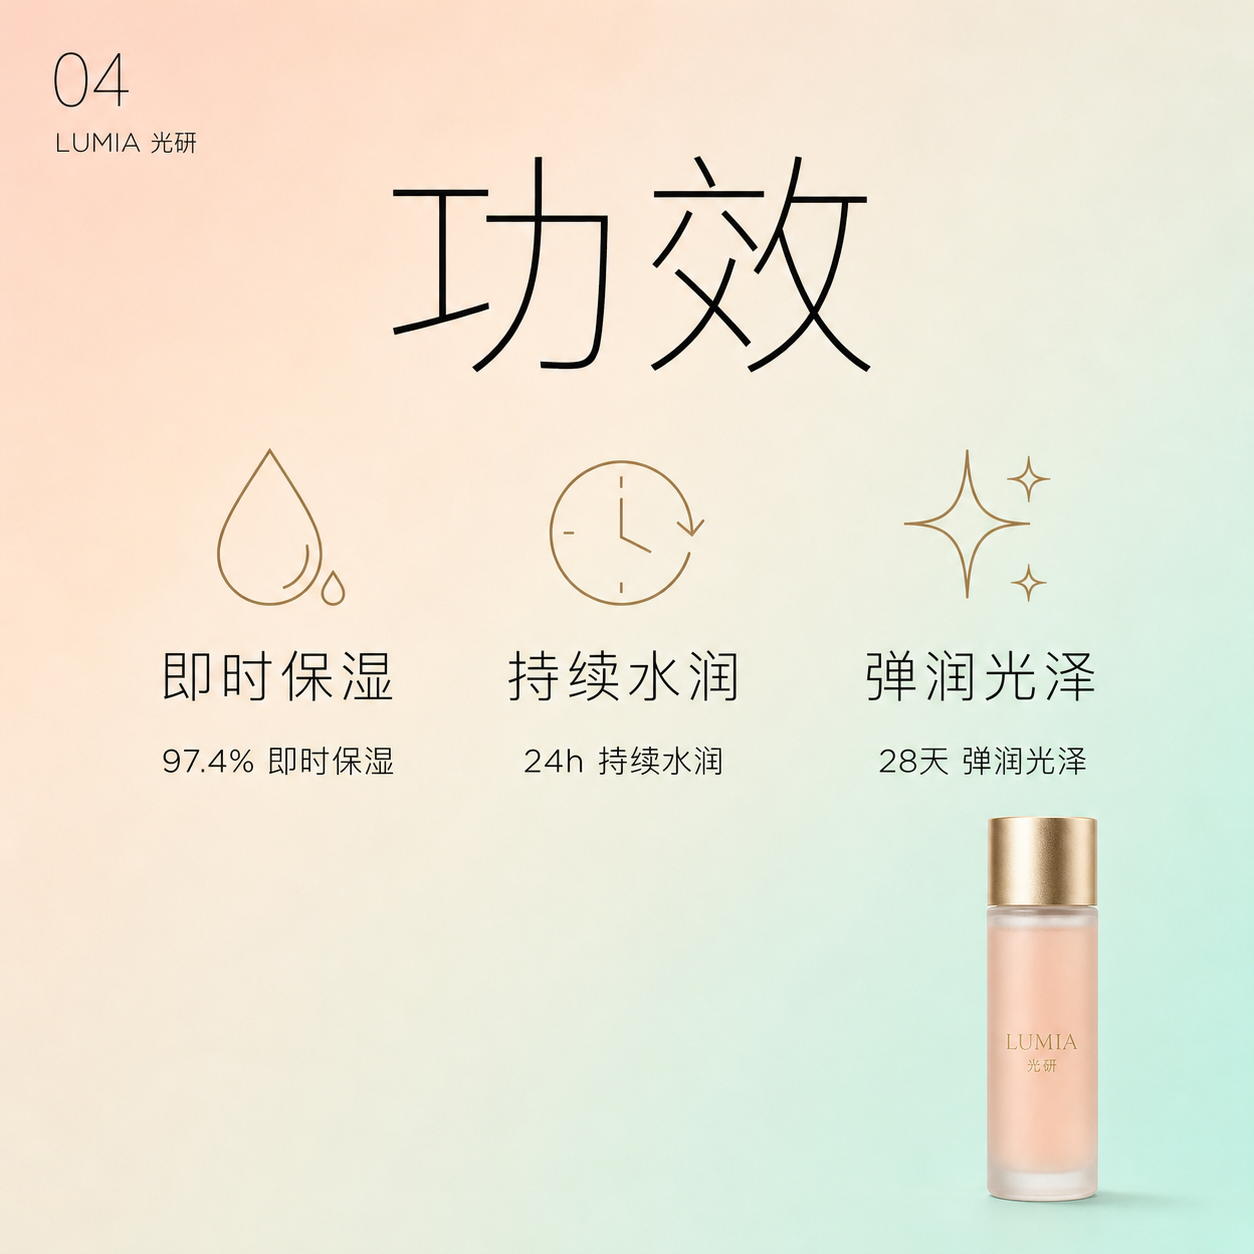 04
LUMIA 光研
功效
即时保湿
持续水润
弹润光泽
97.4% 即时保湿
24h 持续水润
28天 弹润光泽
LUMIA
光研